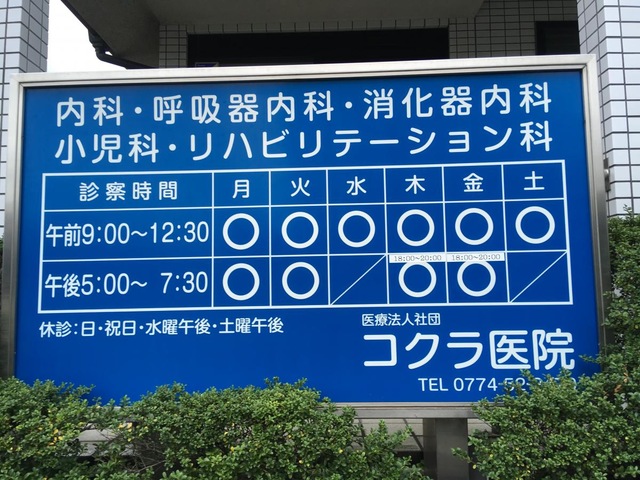 内科・呼吸器内科・消化器内科
小児科・リハビリテーション科
診察時間 月 火 水 木 金 土
午前9:00～12:30 ○ ○ ○ ○ ○ ○
18:00~20:00 18:00~20:00
午後5:00～ 7:30 ○ ○ ／ ○ ○ ／
休診:日・祝日・水曜午後・土曜午後
医療法人社団
コクラ医院
TEL 0774-52-